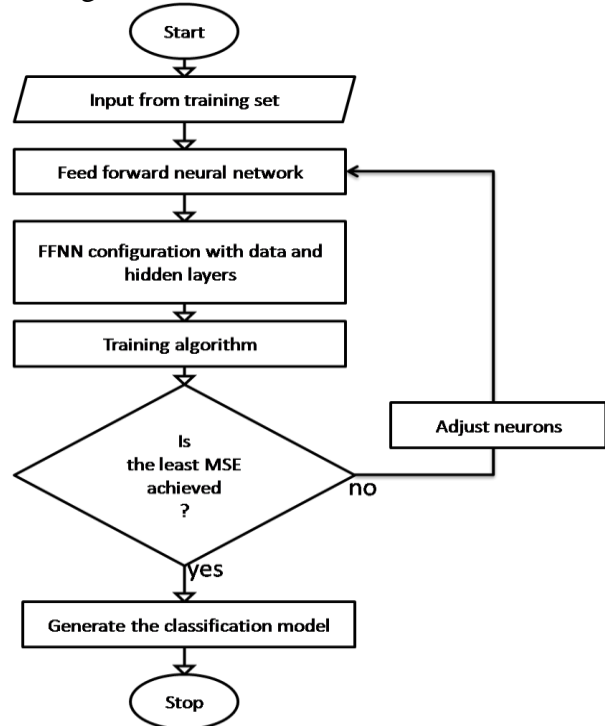 Start
Input from training set
Feed forward neural network
FFNN configuration with data and
hidden layers
Training algorithm
Adjust neurons
Is
the least MSE
achieved
?
no
yes
Generate the classification model
Stop